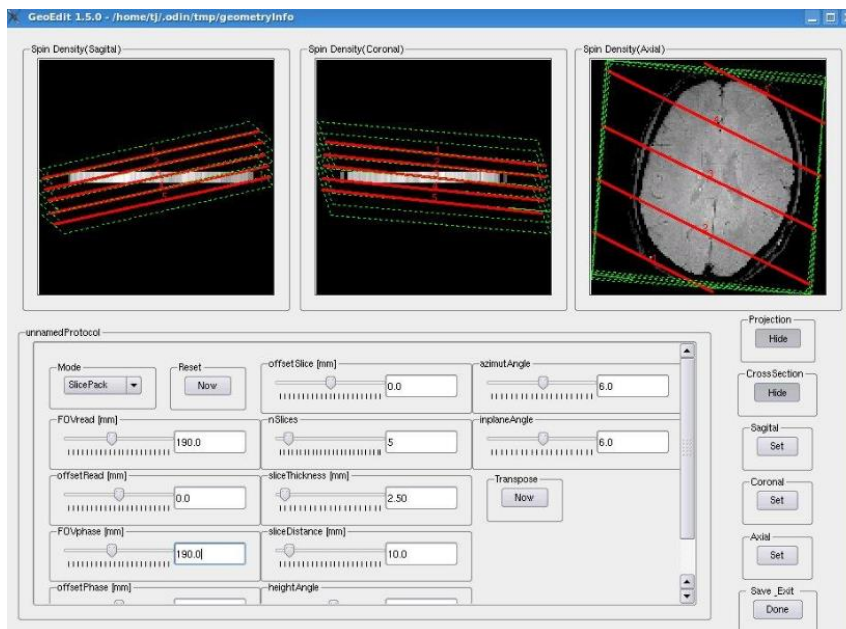 GeoEdit 1.5.0 - /home/tj/.odin/tmp/geometryInfo
Spin Density(Sagital)
Spin Density(Coronal)
Spin Density(Axial)
unnamedProtocol
Mode
SlicePack
Reset
Now
offsetSlice [mm]
0.0
azimutAngle
6.0
FOVread [mm]
190.0
nSlices
5
inplaneAngle
6.0
offsetRead [mm]
0.0
sliceThickness [mm]
2.50
Transpose
Now
FOVphase [mm]
190.0
sliceDistance [mm]
10.0
offsetPhase [mm]
heightAngle
Projection
Hide
CrossSection
Hide
Sagital
Set
Coronal
Set
Axial
Set
Save_Exit
Done